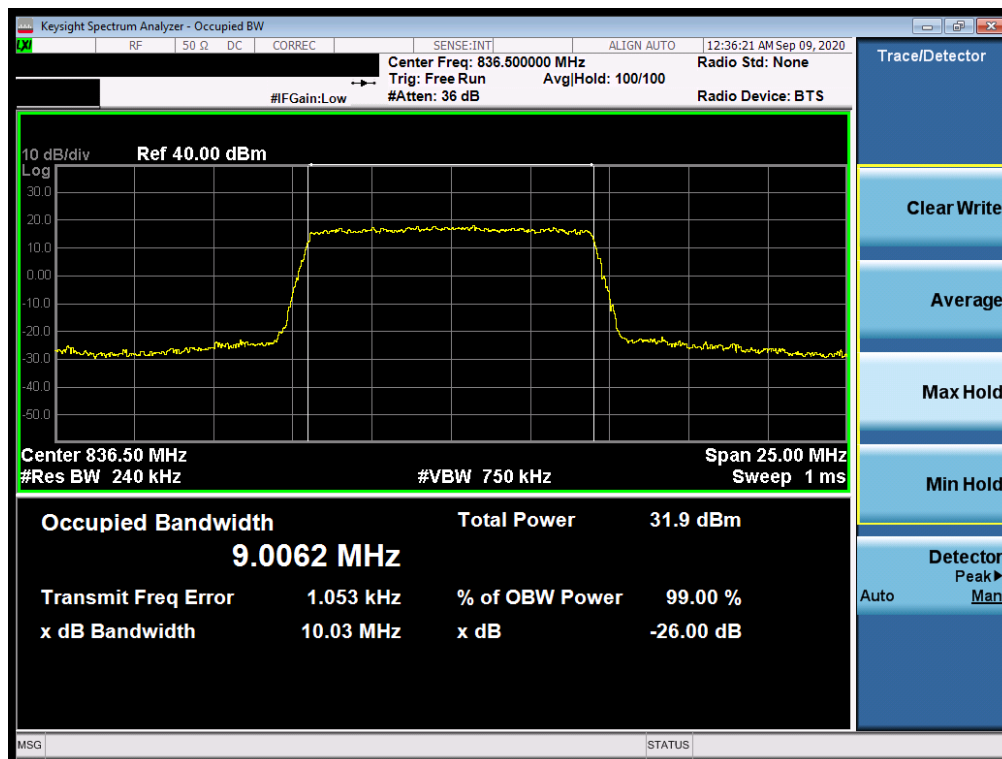 Keysight Spectrum Analyzer - Occupied BW
LXI RF 50 Ω DC CORREC SENSE:INT ALIGN AUTO 12:36:21 AM Sep 09, 2020
Center Freq: 836.500000 MHz Radio Std: None
Trig: Free Run Avg|Hold: 100/100
#IFGain:Low #Atten: 36 dB Radio Device: BTS
10 dB/div Ref 40.00 dBm
Log
30.0
20.0
10.0
0.00
-10.0
-20.0
-30.0
-40.0
-50.0
Center 836.50 MHz Span 25.00 MHz
#Res BW 240 kHz #VBW 750 kHz Sweep 1 ms
Occupied Bandwidth Total Power 31.9 dBm
9.0062 MHz
Transmit Freq Error 1.053 kHz % of OBW Power 99.00 %
x dB Bandwidth 10.03 MHz x dB -26.00 dB
MSG STATUS
Trace/Detector
Clear Write
Average
Max Hold
Min Hold
Detector
Peak▶
Auto Man